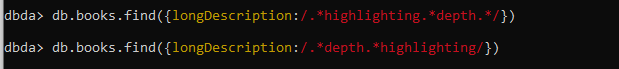 dbda> db.books.find({longDescription:/.*highlighting.*depth.*/})
dbda> db.books.find({longDescription:/.*depth.*highlighting/})